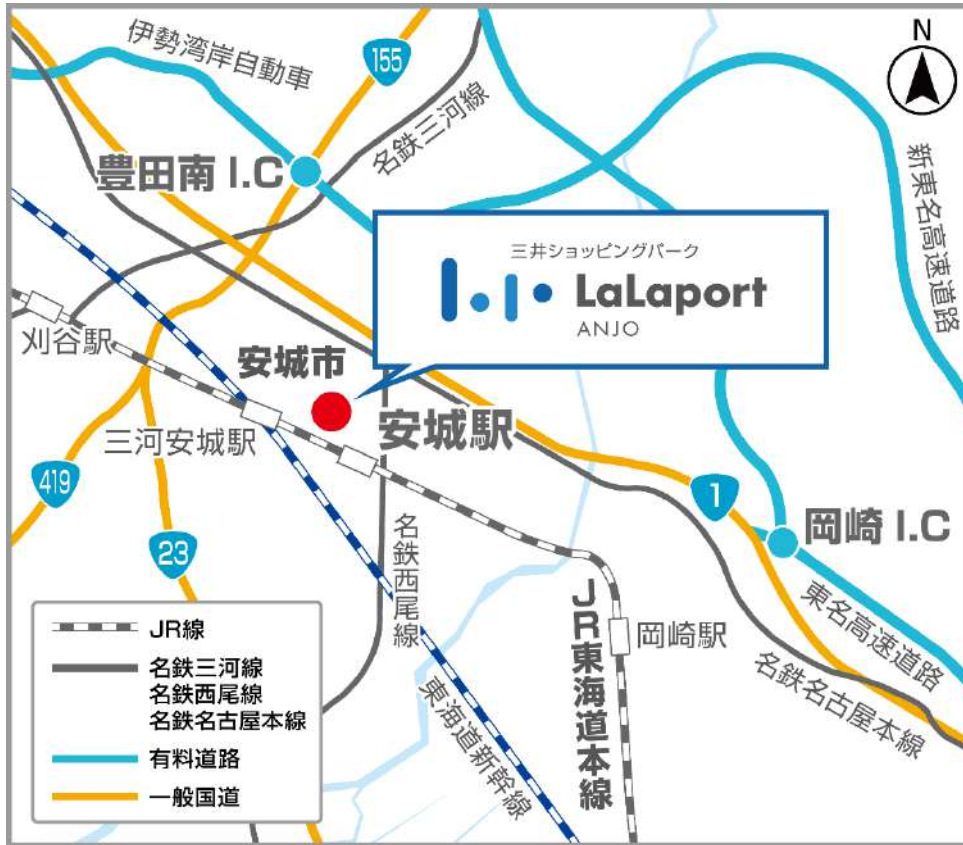 伊勢湾岸自動車
155
N
名鉄三河線
豊田南 I.C
新東名高速道路
三井ショッピングパーク
LaLaport
ANJO
刈谷駅
安城市
安城駅
三河安城駅
419
1
岡崎 I.C
23
名鉄西尾線
JR東海道本線
岡崎駅
東名高速道路
名鉄名古屋本線
東海道新幹線
JR線
名鉄三河線
名鉄西尾線
名鉄名古屋本線
有料道路
一般国道